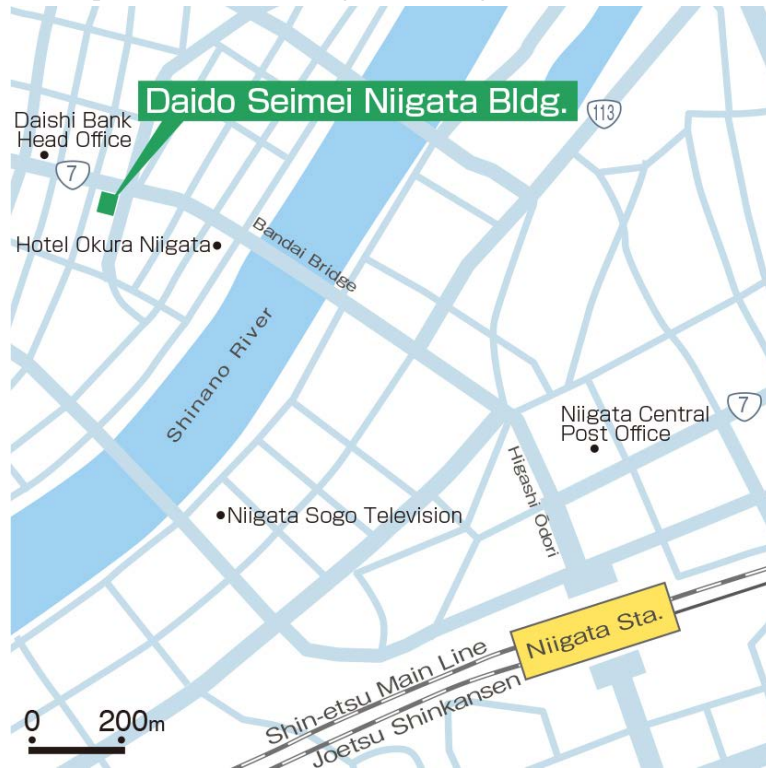 Daido Seimei Niigata Bldg.
113
Daishi Bank
Head Office
7
Hotel Okura Niigata
Bandai Bridge
Shinano River
7
Niigata Central
Post Office
Higashi Ōdori
Niigata Sogo Television
Niigata Sta.
Shin-etsu Main Line
Joetsu Shinkansen
0 200m